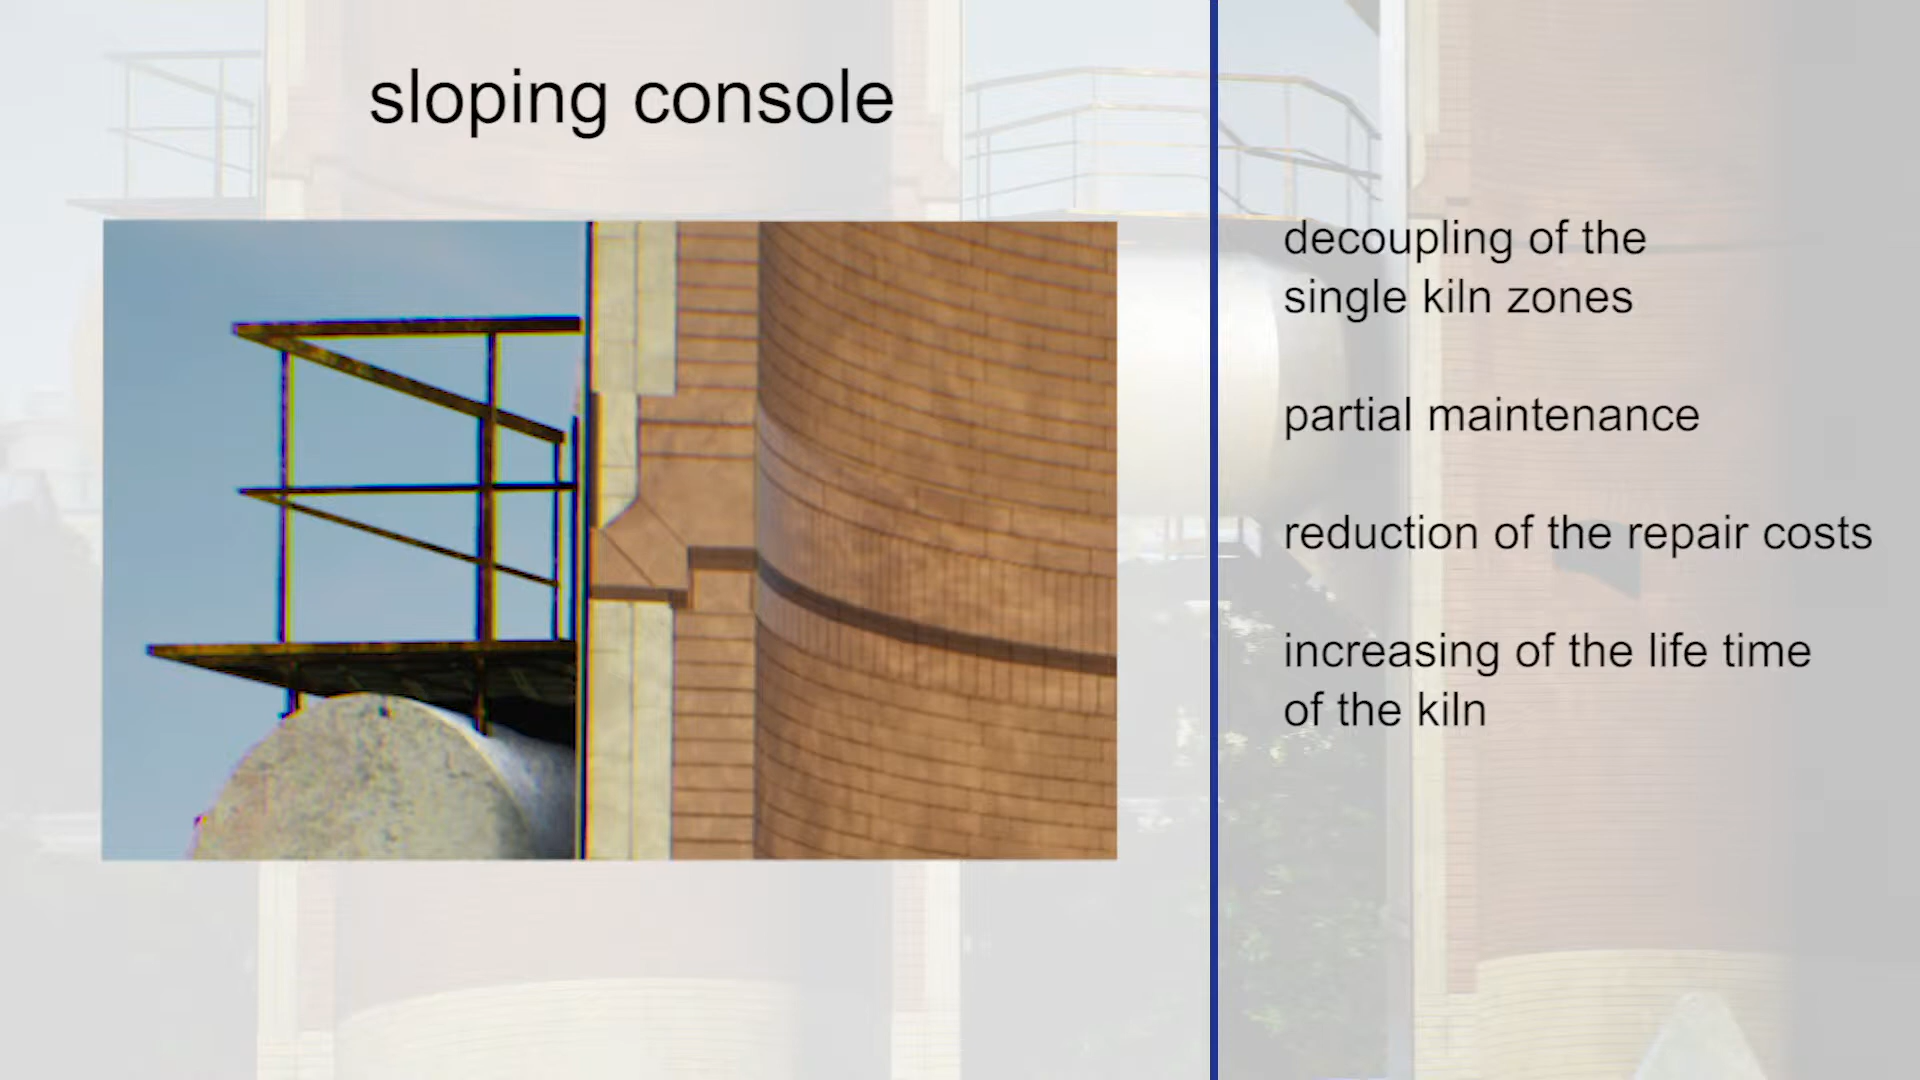 sloping console
decoupling of the
single kiln zones
partial maintenance
reduction of the repair costs
increasing of the life time
of the kiln